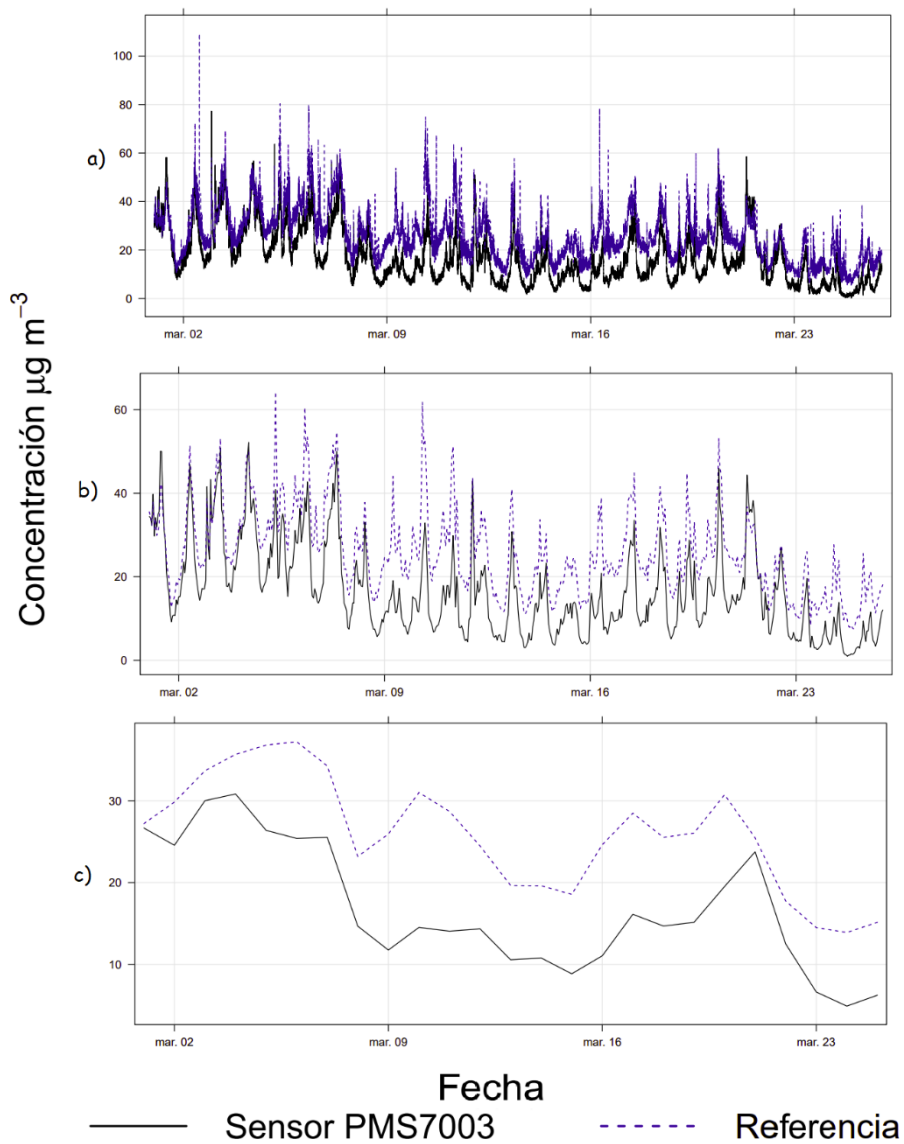 Concentración µg m⁻³
a)
100
80
60
40
20
0
mar. 02 mar. 09 mar. 16 mar. 23
b)
60
40
20
0
mar. 02 mar. 09 mar. 16 mar. 23
c)
30
20
10
mar. 02 mar. 09 mar. 16 mar. 23
Fecha
Sensor PMS7003 Referencia